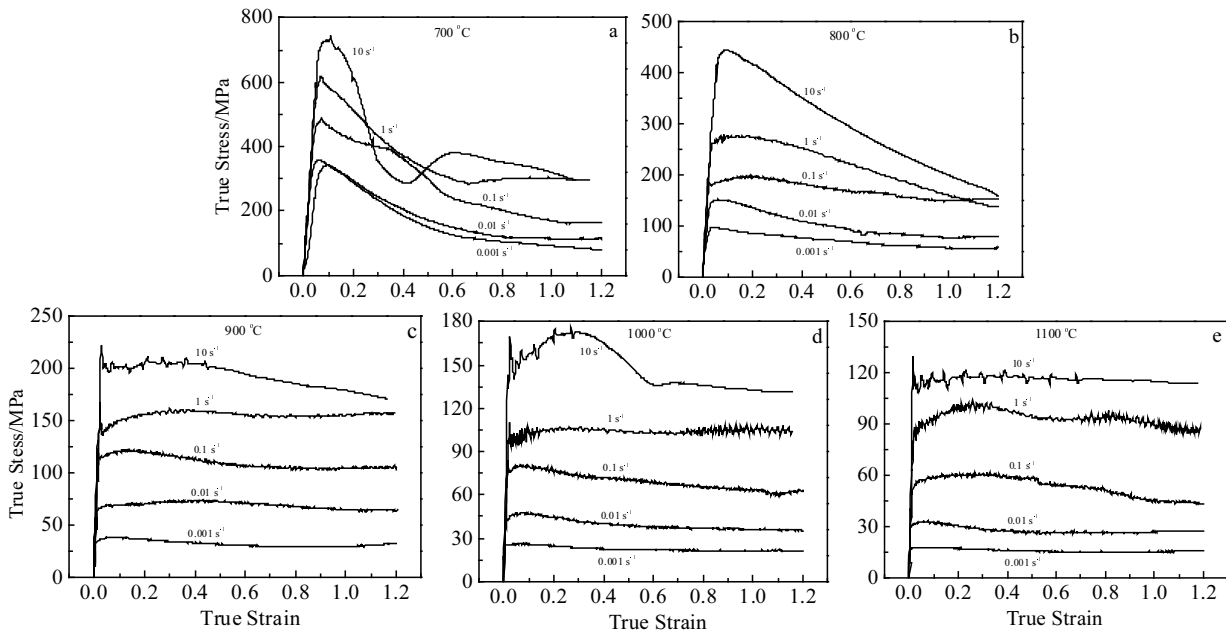 700 °C
a
800 °C
b
True Stress/MPa
800
600
400
200
0
10 s⁻¹
1 s⁻¹
0.1 s⁻¹
0.01 s⁻¹
0.001 s⁻¹
0.0 0.2 0.4 0.6 0.8 1.0 1.2
500
400
350
300
250
200
150
100
50
0
10 s⁻¹
1 s⁻¹
0.1 s⁻¹
0.01 s⁻¹
0.001 s⁻¹
0.0 0.2 0.4 0.6 0.8 1.0 1.2
900 °C
c
1000 °C
d
1100 °C
e
True Stess/MPa
250
200
150
100
50
0
10 s⁻¹
1 s⁻¹
0.1 s⁻¹
0.01 s⁻¹
0.001 s⁻¹
0.0 0.2 0.4 0.6 0.8 1.0 1.2
True Strain
180
150
135
90
60
30
0
10 s⁻¹
1 s⁻¹
0.1 s⁻¹
0.01 s⁻¹
0.001 s⁻¹
0.0 0.2 0.4 0.6 0.8 1.0 1.2
True Strain
150
120
90
60
30
0
10 s⁻¹
1 s⁻¹
0.1 s⁻¹
0.01 s⁻¹
0.001 s⁻¹
0.0 0.2 0.4 0.6 0.8 1.0 1.2
True Strain